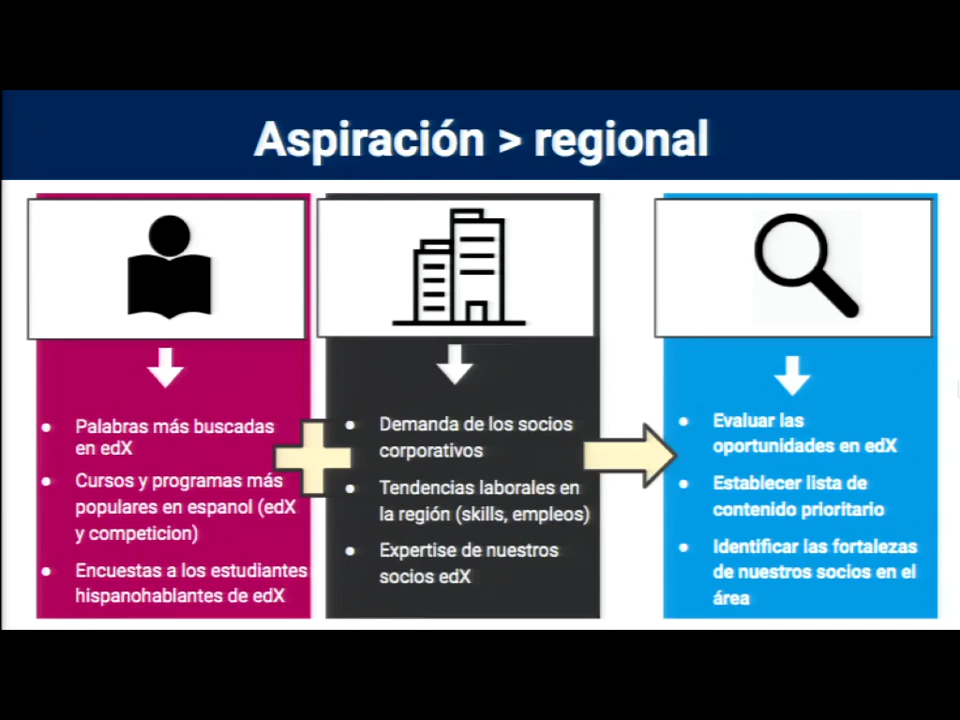 Aspiración > regional
Palabras más buscadas
en edX
Cursos y programas más
populares en espanol (edX
y competicion)
Encuestas a los estudiantes
hispanohablantes de edX
Demanda de los socios
corporativos
Tendencias laborales en
la región (skills, empleos)
Expertise de nuestros
socios edX
Evaluar las
oportunidades en edX
Establecer lista de
contenido prioritario
Identificar las fortalezas
de nuestros socios en el
área